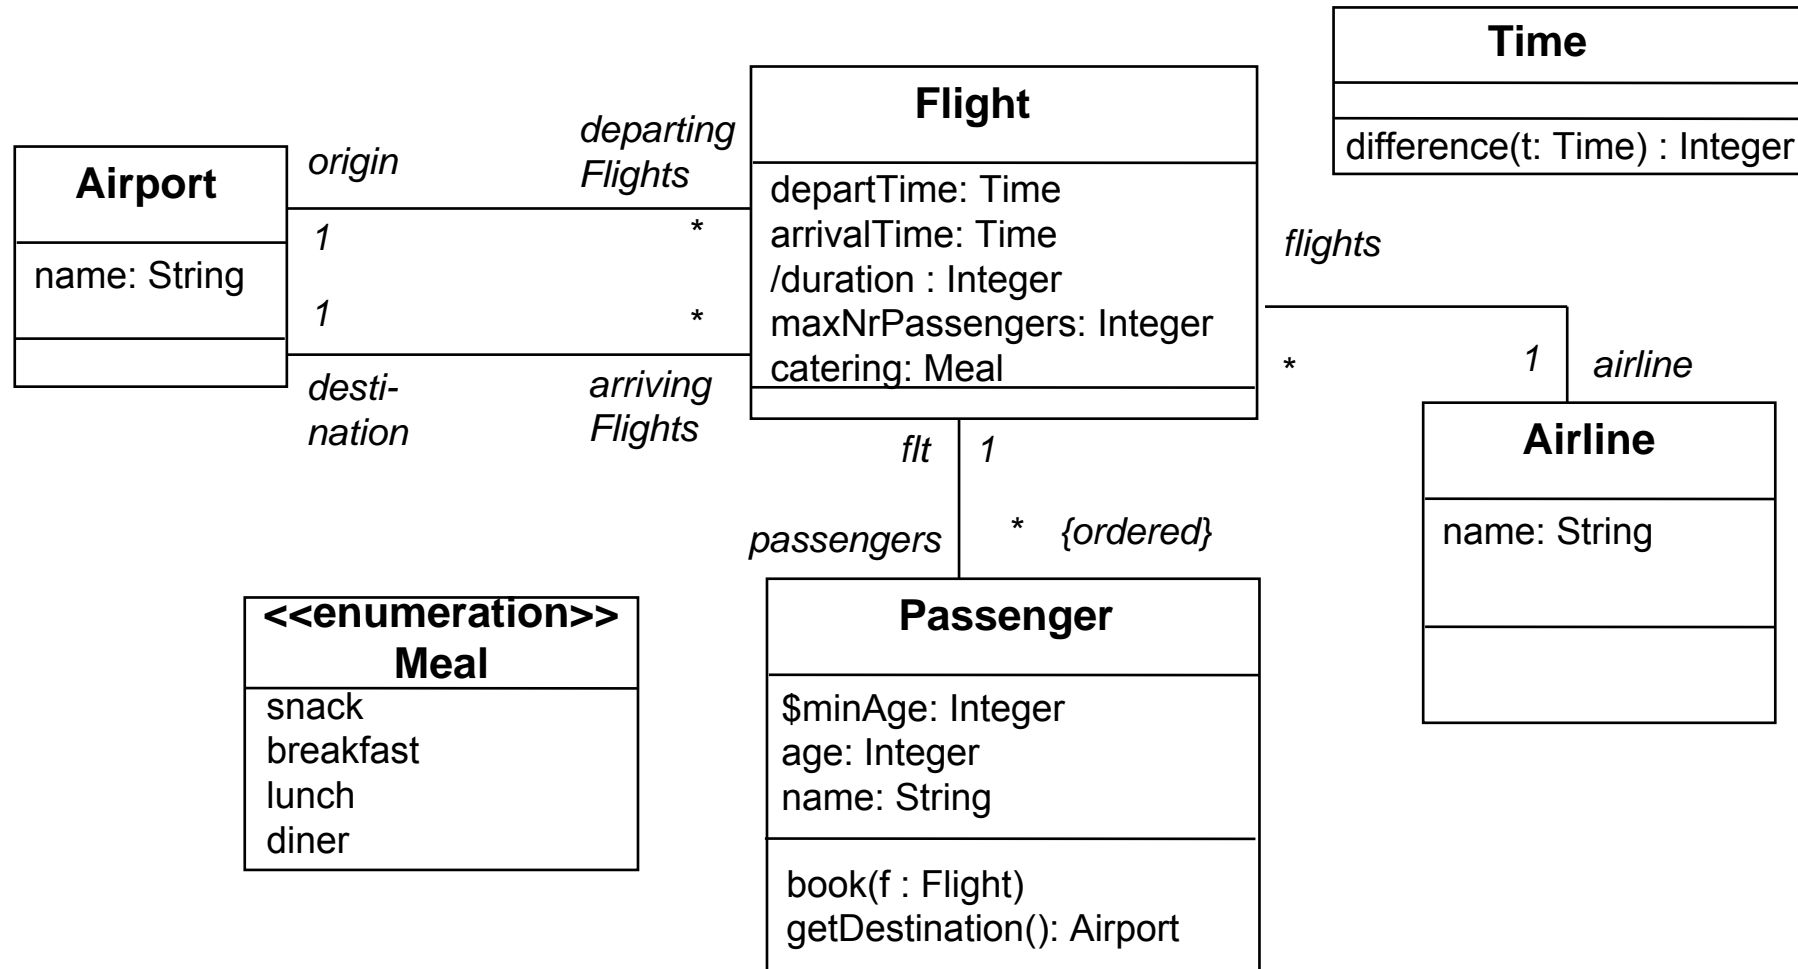 Time
difference(t: Time) : Integer
Flight
departTime: Time
arrivalTime: Time
/duration : Integer
maxNrPassengers: Integer
catering: Meal
Airport
name: String
origin
1
departing
Flights
*
1
desti-
nation
*
arriving
Flights
flights
*
1
airline
Airline
name: String
flt
1
passengers
*
{ordered}
Passenger
$minAge: Integer
age: Integer
name: String
book(f : Flight)
getDestination(): Airport
<<enumeration>>
Meal
snack
breakfast
lunch
diner